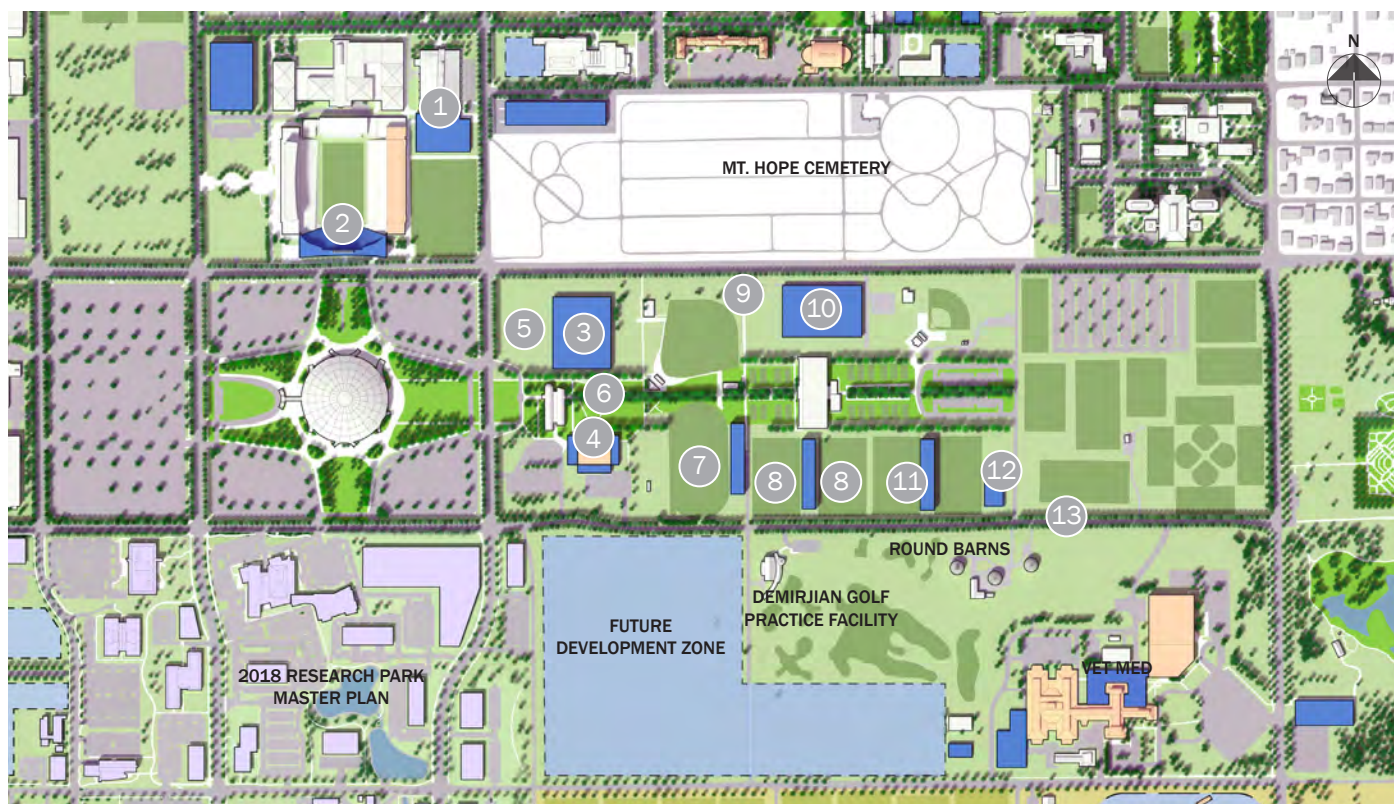 N
1
MT. HOPE CEMETERY
2
9
10
5
3
6
4
7
8
8
11
12
13
ROUND BARNS
DEMIRJIAN GOLF
PRACTICE FACILITY
FUTURE
DEVELOPMENT ZONE
VET MED
2018 RESEARCH PARK
MASTER PLAN